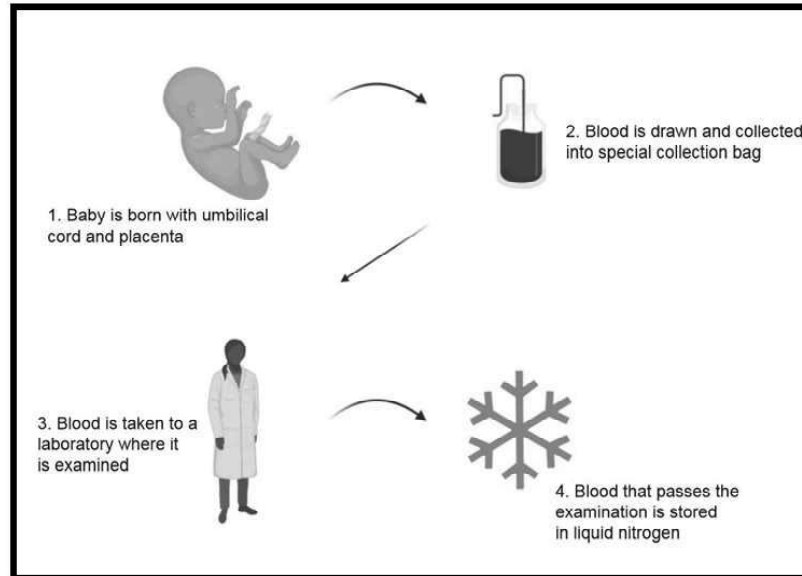 1. Baby is born with umbilical
cord and placenta
2. Blood is drawn and collected
into special collection bag
3. Blood is taken to a
laboratory where it
is examined
4. Blood that passes the
examination is stored
in liquid nitrogen